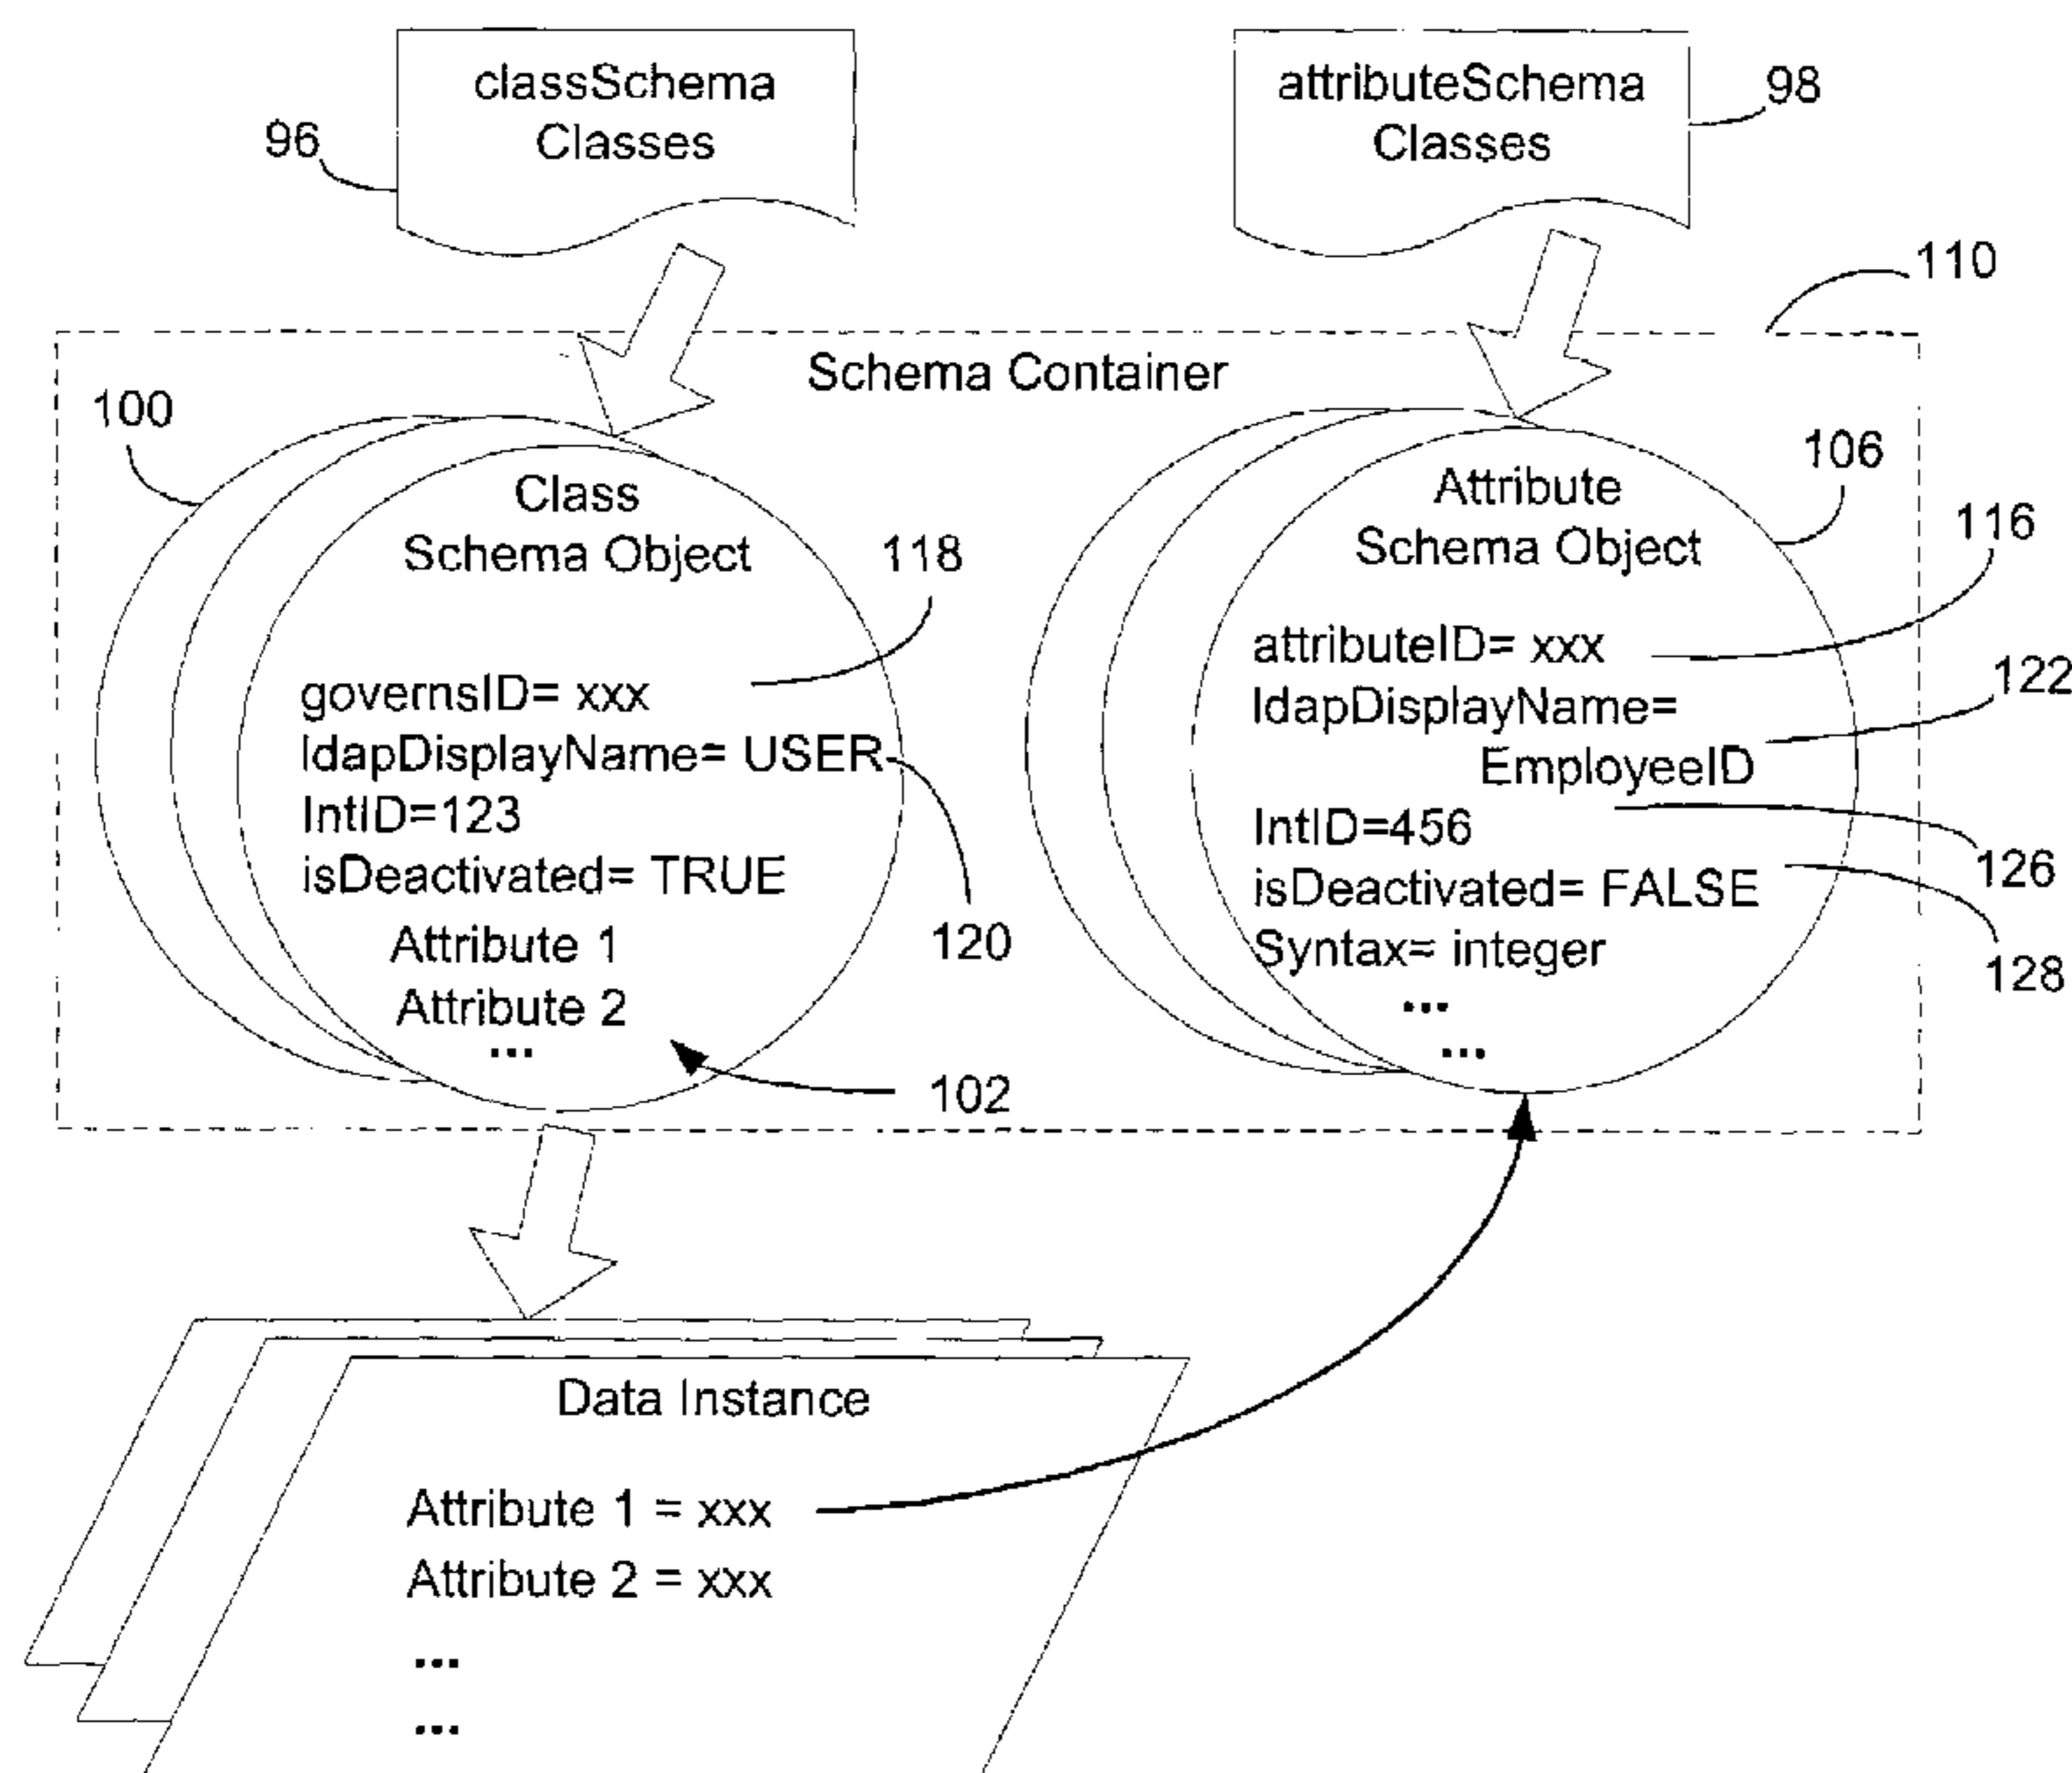 classSchema
Classes
96
attributeSchema
Classes
98
110
Schema Container
100
Class
Schema Object
118
governsID= xxx
ldapDisplayName= USER
IntID=123
isDeactivated= TRUE
Attribute 1
Attribute 2
...
120
102
106
Attribute
Schema Object
116
attributeID= xxx
ldapDisplayName=
EmployeeID
122
IntID=456
126
isDeactivated= FALSE
128
Syntax= integer
...
...
Data Instance
Attribute 1 = xxx
Attribute 2 = xxx
...
...